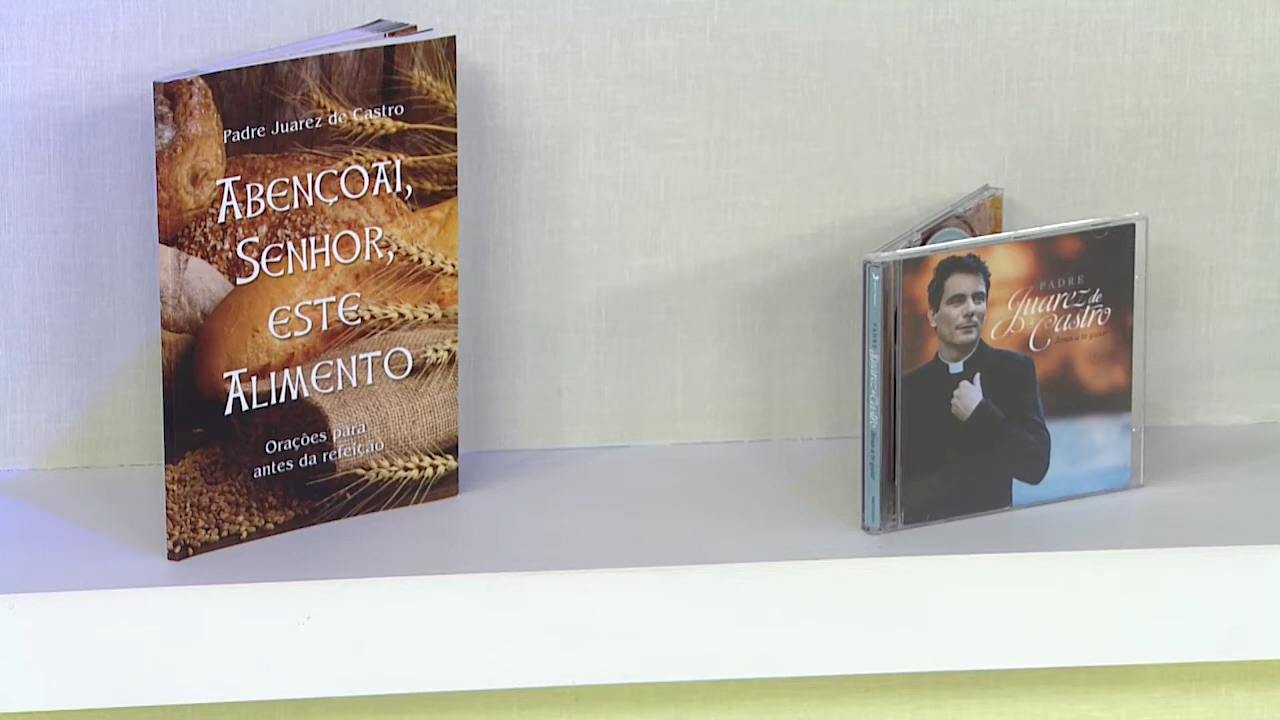 Padre Juarez de Castro
ABENÇOAI,
SENHOR,
ESTE
ALIMENTO
Orações para
antes da refeição
PADRE
Juarez de
Castro